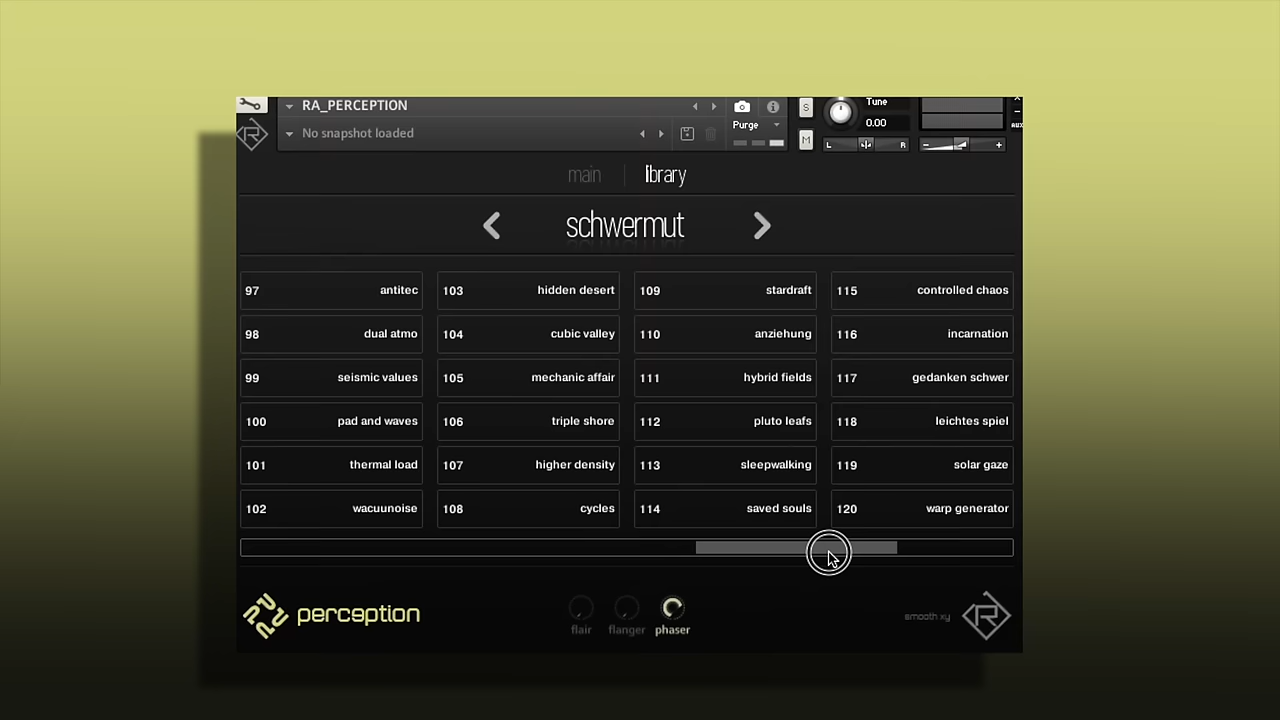 RA_PERCEPTION
No snapshot loaded
Purge
S
M
Tune
0.00
L R
- +
AUX
main library
schwermut
97 antitec 103 hidden desert 109 stardraft 115 controlled chaos
98 dual atmo 104 cubic valley 110 anziehung 116 incarnation
99 seismic values 105 mechanic affair 111 hybrid fields 117 gedanken schwer
100 pad and waves 106 triple shore 112 pluto leafs 118 leichtes spiel
101 thermal load 107 higher density 113 sleepwalking 119 solar gaze
102 wacuunoise 108 cycles 114 saved souls 120 warp generator
perception
flair flanger phaser
smooth xy
R